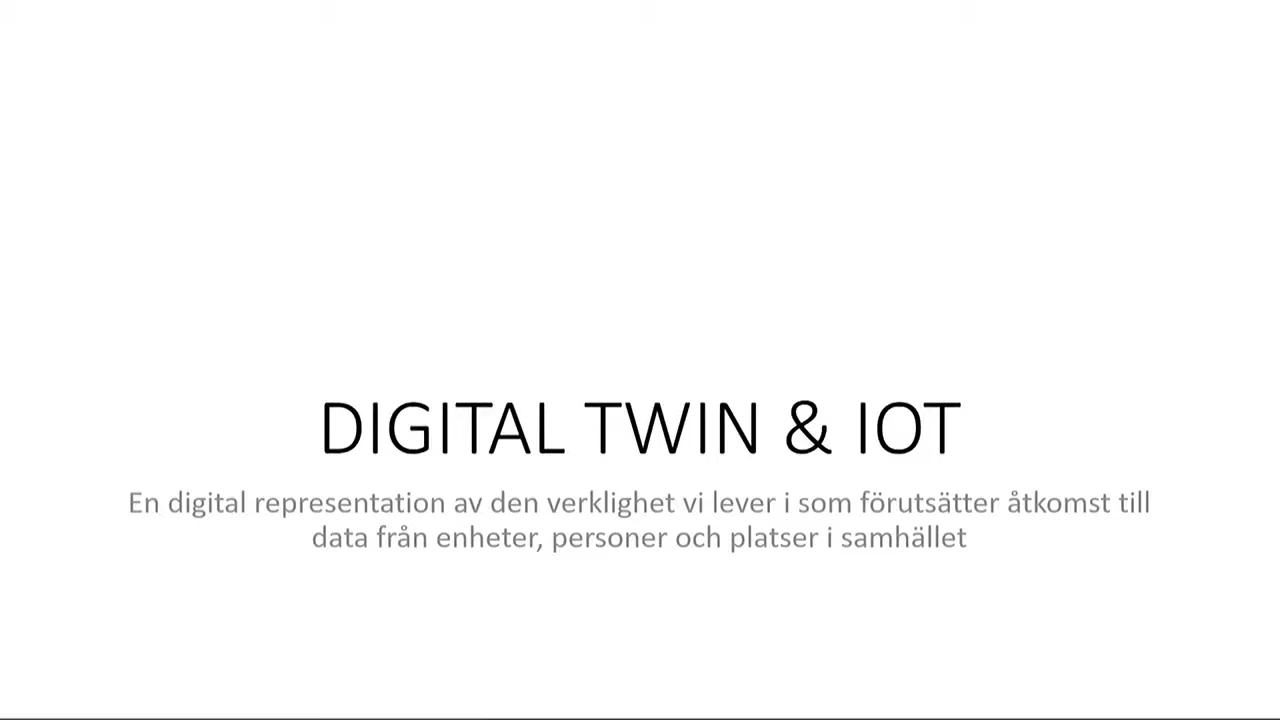 DIGITAL TWIN & IOT
En digital representation av den verklighet vi lever i som förutsätter åtkomst till
data från enheter, personer och platser i samhället